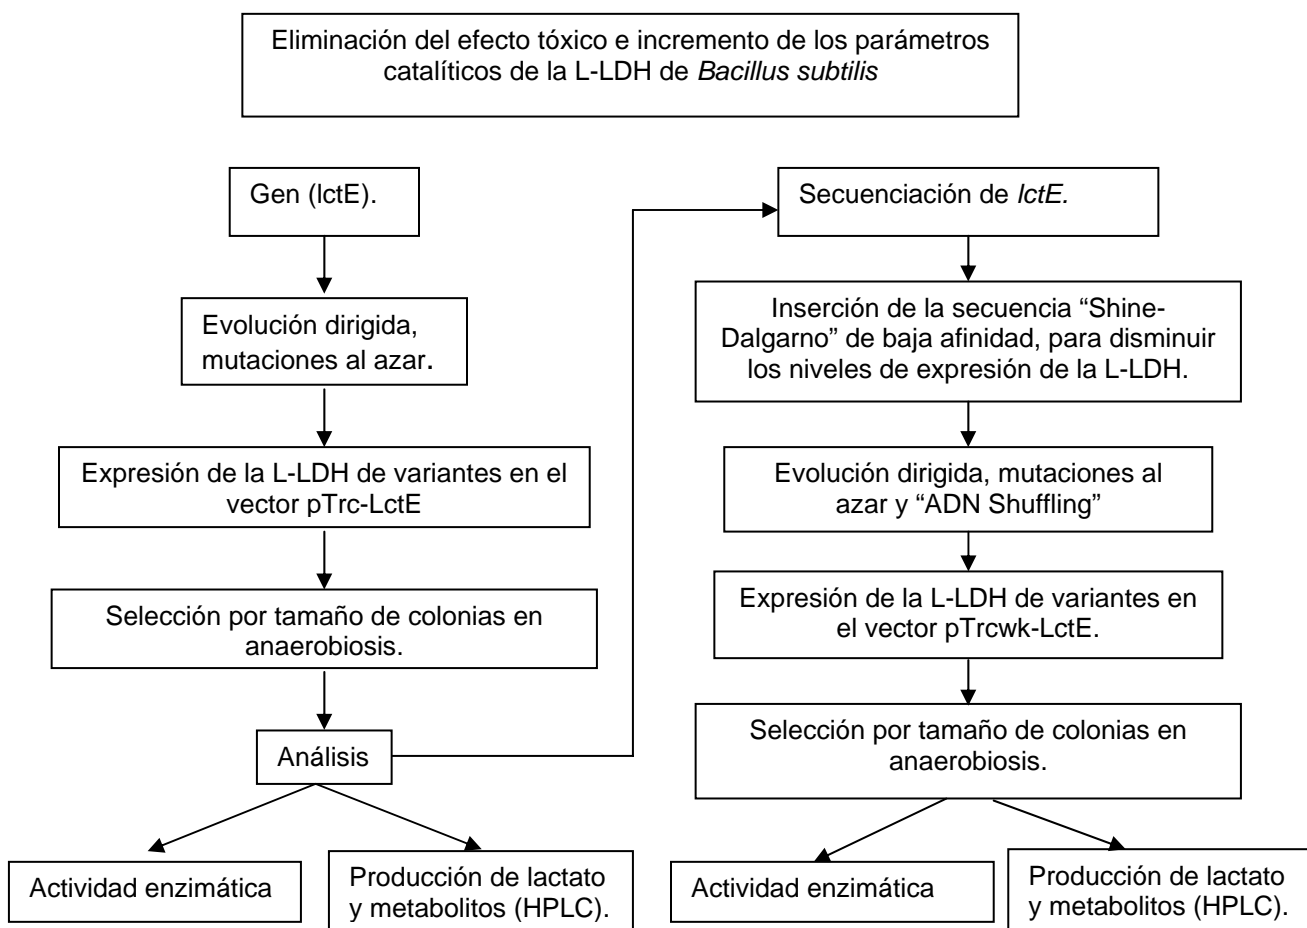 Eliminación del efecto tóxico e incremento de los parámetros
catalíticos de la L-LDH de Bacillus subtilis
Gen (lctE).
Evolución dirigida,
mutaciones al azar.
Expresión de la L-LDH de variantes en el
vector pTrc-LctE
Selección por tamaño de colonias en
anaerobiosis.
Análisis
Actividad enzimática
Producción de lactato
y metabolitos (HPLC).
Secuenciación de lctE.
Inserción de la secuencia “Shine-
Dalgarno” de baja afinidad, para disminuir
los niveles de expresión de la L-LDH.
Evolución dirigida, mutaciones al
azar y “ADN Shuffling”
Expresión de la L-LDH de variantes en
el vector pTrcwk-LctE.
Selección por tamaño de colonias en
anaerobiosis.
Actividad enzimática
Producción de lactato
y metabolitos (HPLC).